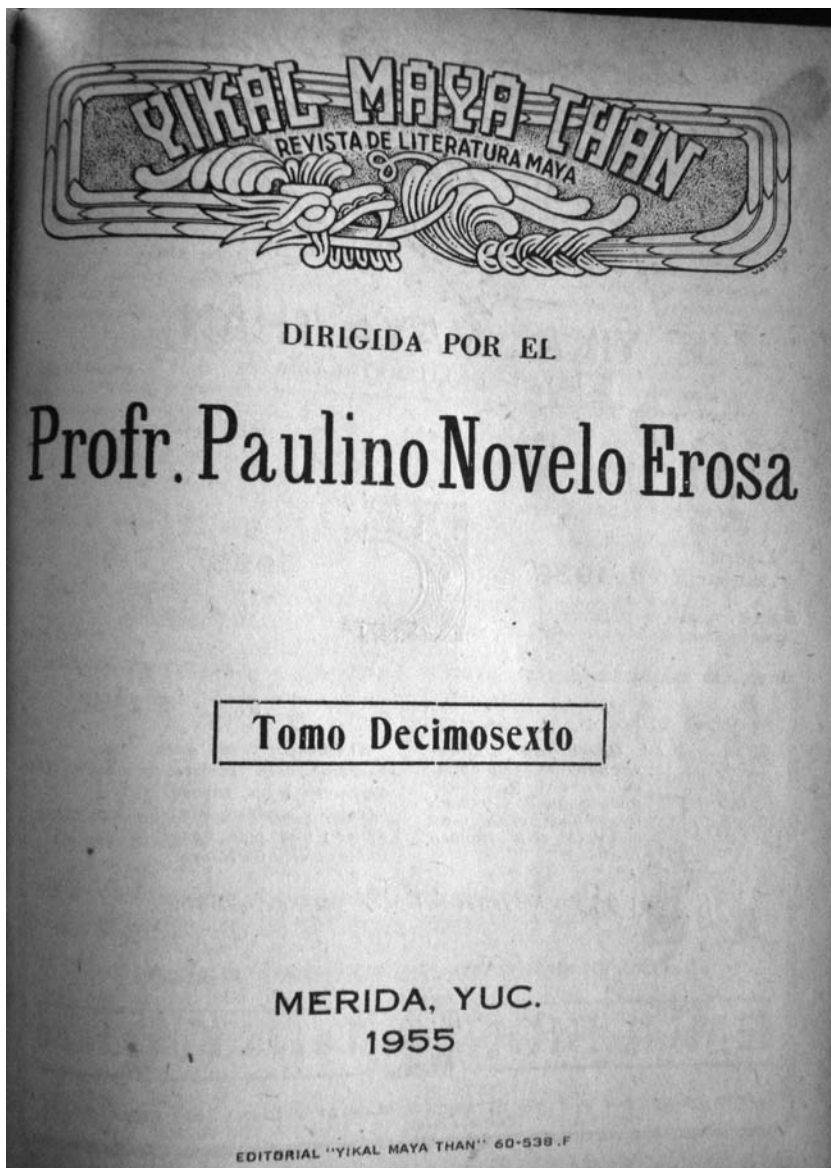 YIKAL MAYA THAN
REVISTA DE LITERATURA MAYA
DIRIGIDA POR EL
Profr. Paulino Novelo Erosa
Tomo Decimosexto
MERIDA, YUC.
1955
EDITORIAL "YIKAL MAYA THAN" 60-538.F